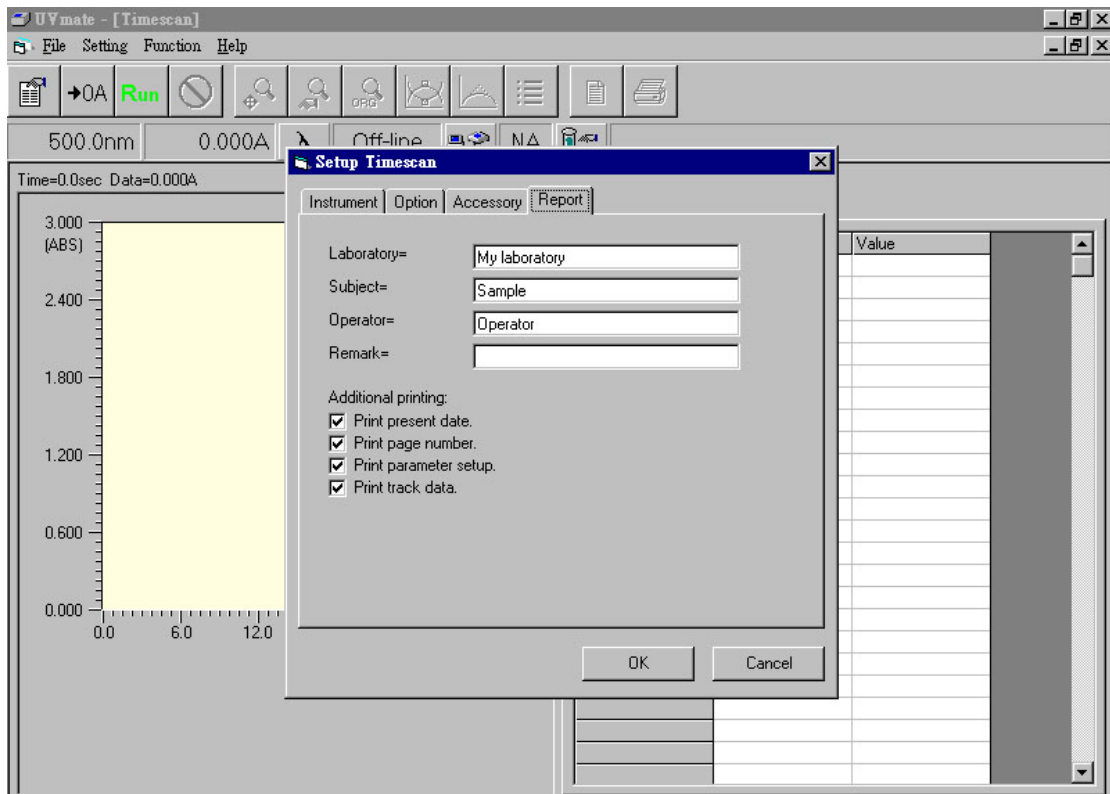 UVmate - [Timescan]
File Setting Function Help
→0A Run ORG
500.0nm 0.000A λ Off-line NA
Setup Timescan
Time=0.0sec Data=0.000A
Instrument Option Accessory Report
3.000
(ABS)
2.400
1.800
1.200
0.600
0.000
0.0 6.0 12.0
Laboratory= My laboratory
Subject= Sample
Operator= Operator
Remark=
Additional printing:
Print present date.
Print page number.
Print parameter setup.
Print track data.
OK Cancel
Value